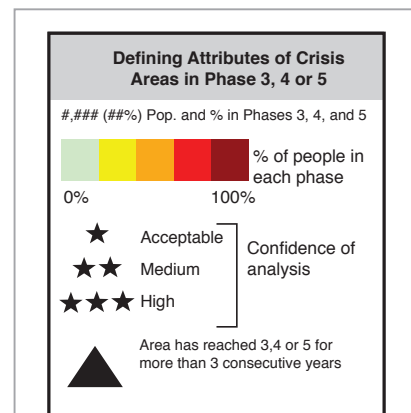 Defining Attributes of Crisis
Areas in Phase 3, 4 or 5
#,### (##%) Pop. and % in Phases 3, 4, and 5
% of people in
each phase
0% 100%
Acceptable
Medium
High
Confidence of
analysis
Area has reached 3,4 or 5 for
more than 3 consecutive years